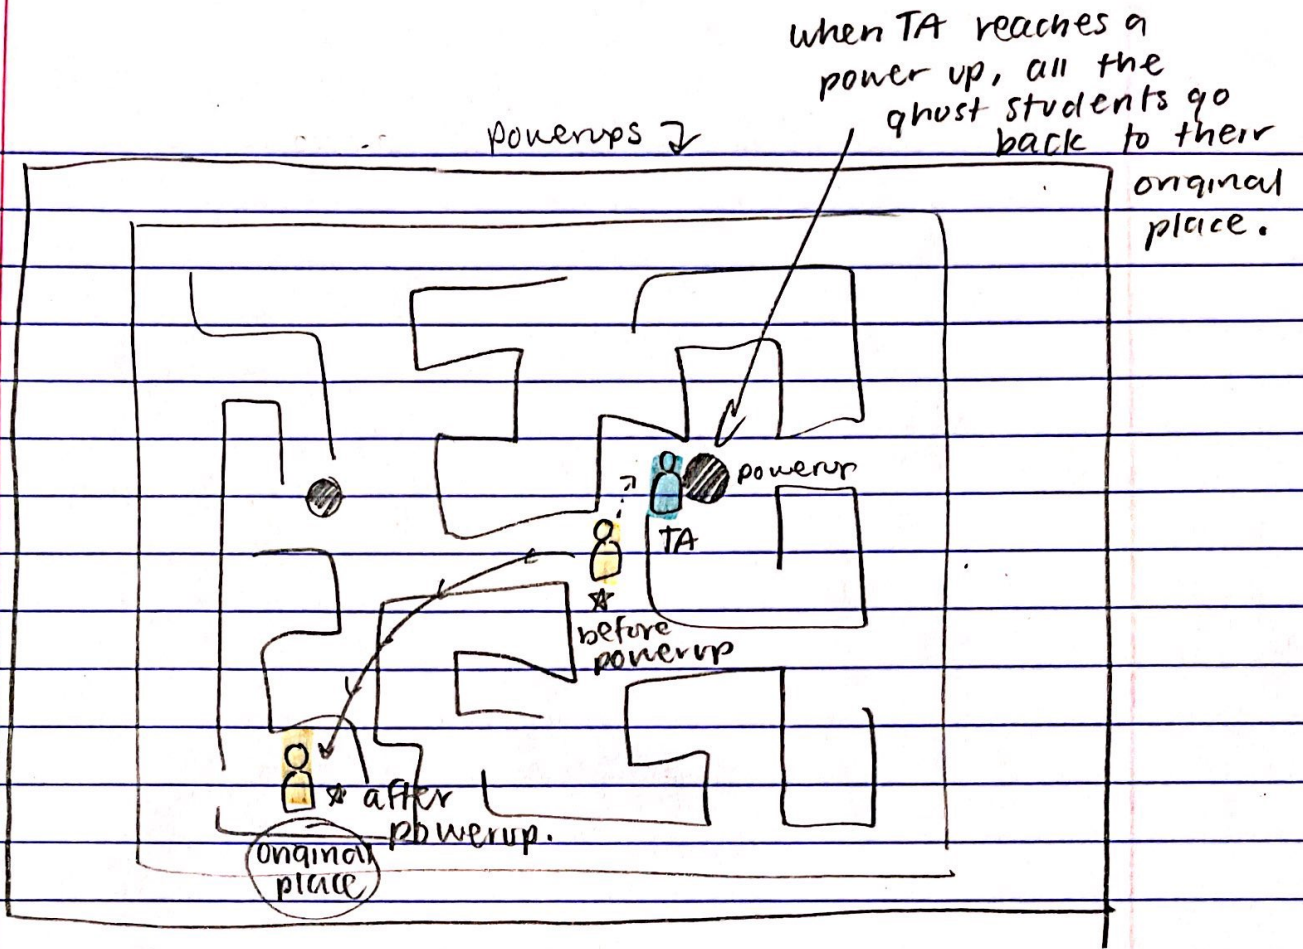 when TA reaches a
power up, all the
ghost students go
back to their
original
place.
powerups
powerup
TA
before
powerup
after
powerup.
original
place